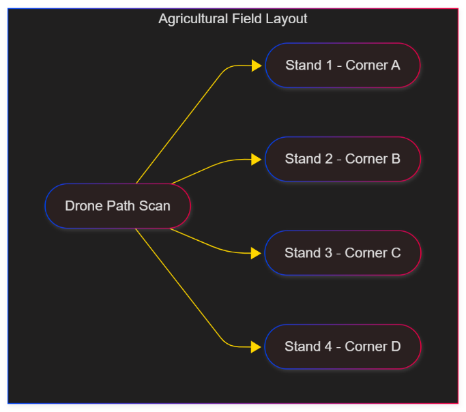 Agricultural Field Layout
Stand 1 - Corner A
Stand 2 - Corner B
Drone Path Scan
Stand 3 - Corner C
Stand 4 - Corner D